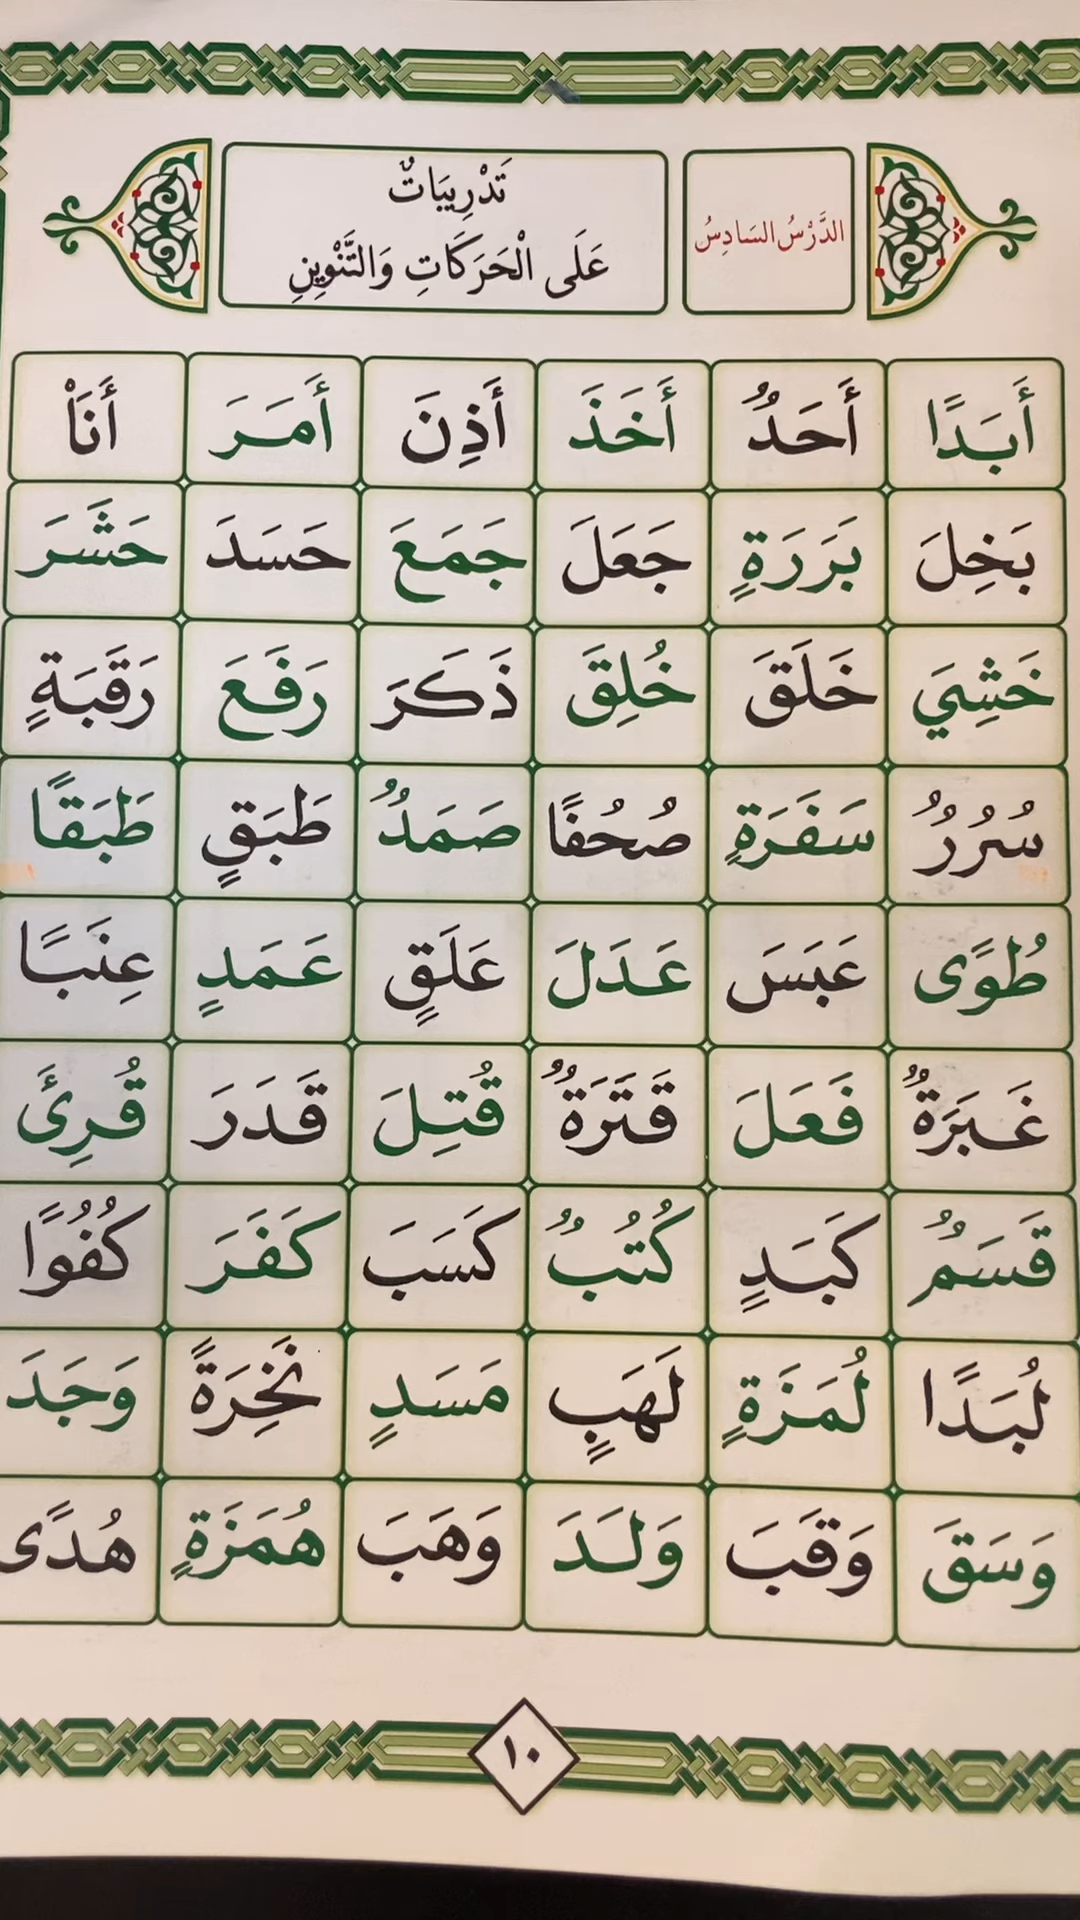 الدَّرْسُ السَادِسُ
تَدْرِيبَاتٌ
عَلَى الْحَرَكَاتِ وَالتَّنْوِينِ
أَبَدًا أَحَدٌ أَخَذَ أَذِنَ أَمَرَ أَنَا۠
بَخِلَ بَرَرَةٍ جَعَلَ جَمَعَ حَسَدَ حَشَرَ
خَشِيَ خَلَقَ خُلِقَ ذَكَرَ رَفَعَ رَقَبَةٍ
سُرُرٌ سَفَرَةٍ صُحُفًا صَمَدٌ طَبَقٍ طَبَقًا
طُوًى عَبَسَ عَدَلَ عَلَقٍ عَمَدٍ عِنَبًا
غَبَرَةٌ فَعَلَ قَتَرَةٌ قُتِلَ قَدَرَ قُرِئَ
قَسَمٌ كَبَدٍ كُتُبٌ كَسَبَ كَفَرَ كُفُوًا
لُبَدًا لُمَزَةٍ لَهَبٍ مَسَدٍ نَخِرَةً وَجَدَ
وَسَقَ وَقَبَ وَلَدَ وَهَبَ هُمَزَةٍ هُدًى
١٠